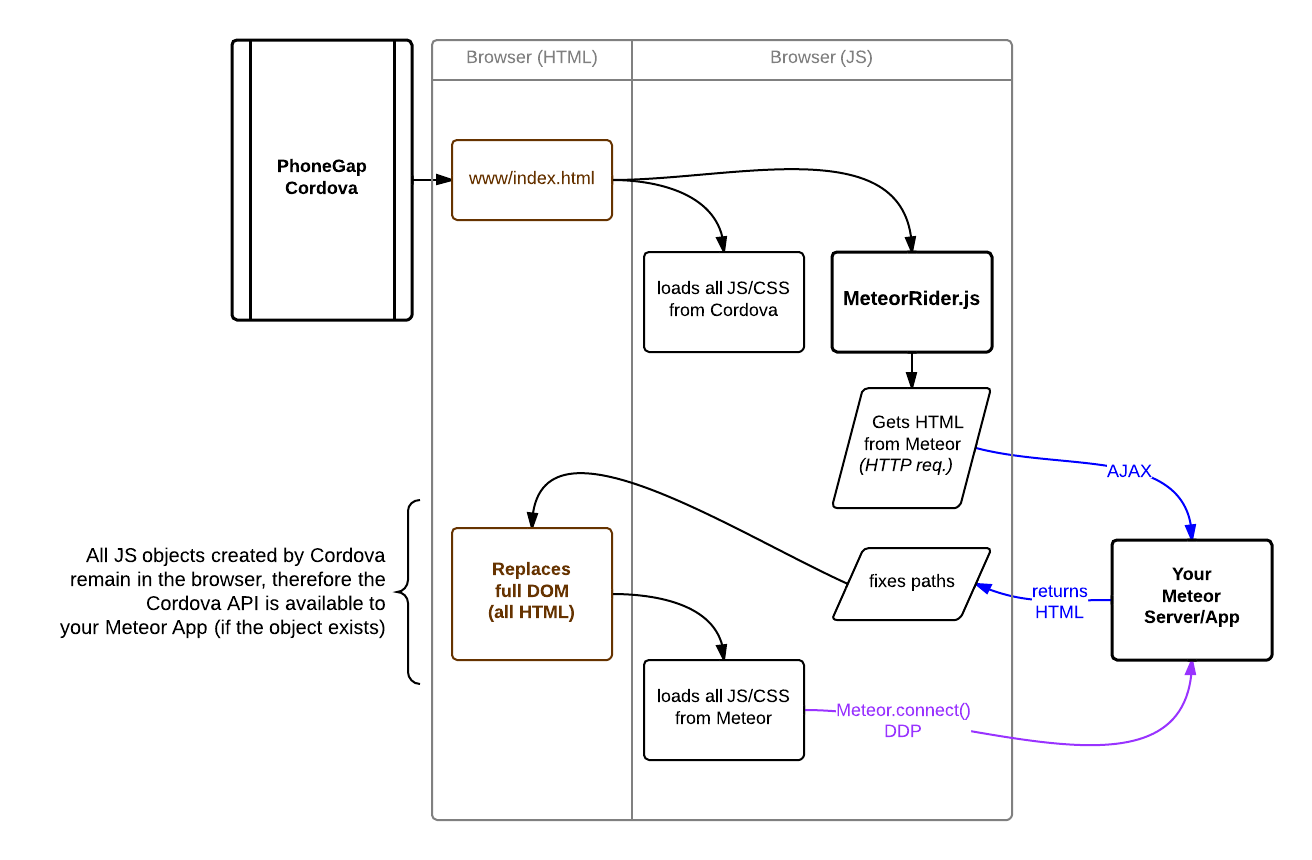 Browser (HTML)
Browser (JS)
PhoneGap
Cordova
www/index.html
loads all JS/CSS
from Cordova
MeteorRider.js
Gets HTML
from Meteor
(HTTP req.)
AJAX
Your
Meteor
Server/App
returns
HTML
fixes paths
Replaces
full DOM
(all HTML)
All JS objects created by Cordova
remain in the browser, therefore the
Cordova API is available to
your Meteor App (if the object exists)
loads all JS/CSS
from Meteor
Meteor.connect()
DDP